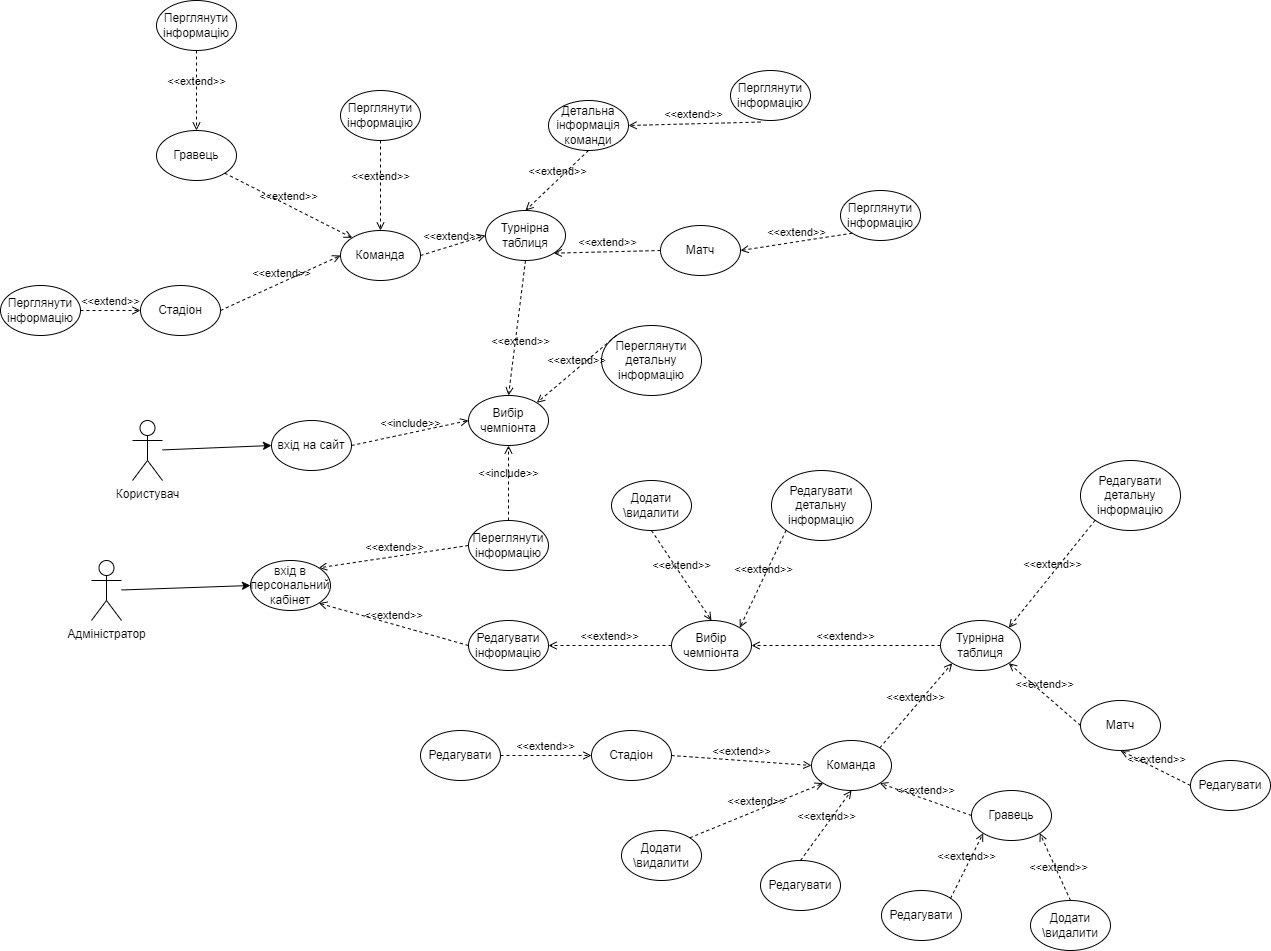 Перглянути
інформацію
<<extend>>
Гравець
<<extend>>
Перглянути
інформацію
<<extend>>
Команда
<<extend>>
Перглянути
інформацію
<<extend>>
Стадіон
<<extend>>
Детальна
інформація
команди
<<extend>>
Перглянути
інформацію
<<extend>>
Турнірна
таблиця
<<extend>>
Матч
<<extend>>
Перглянути
інформацію
<<extend>>
Переглянути
детальну
інформацію
<<extend>>
Вибір
чемпіонта
Користувач
вхід на сайт
<<include>>
<<include>>
Переглянути
інформацію
<<extend>>
Адміністратор
вхід в
персональний
кабінет
<<extend>>
Редагувати
інформацію
<<extend>>
Додати
\видалити
<<extend>>
Редагувати
детальну
інформацію
<<extend>>
Вибір
чемпіонта
<<extend>>
Редагувати
детальну
інформацію
<<extend>>
Турнірна
таблиця
<<extend>>
<<extend>>
Матч
<<extend>>
Редагувати
Редагувати
<<extend>>
Стадіон
<<extend>>
Команда
<<extend>>
Додати
\видалити
<<extend>>
Редагувати
<<extend>>
Гравець
<<extend>>
Редагувати
<<extend>>
Додати
\видалити